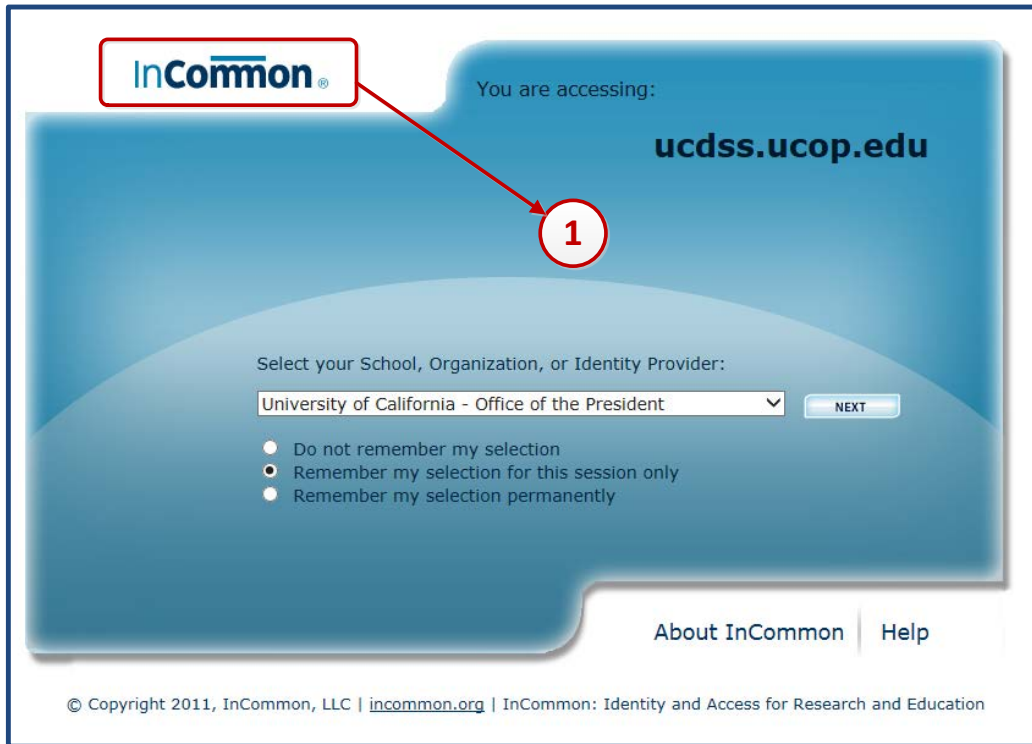 InCommon®
You are accessing:
ucdss.ucop.edu
1
Select your School, Organization, or Identity Provider:
University of California - Office of the President
NEXT
Do not remember my selection
Remember my selection for this session only
Remember my selection permanently
About InCommon Help
© Copyright 2011, InCommon, LLC | incommon.org | InCommon: Identity and Access for Research and Education